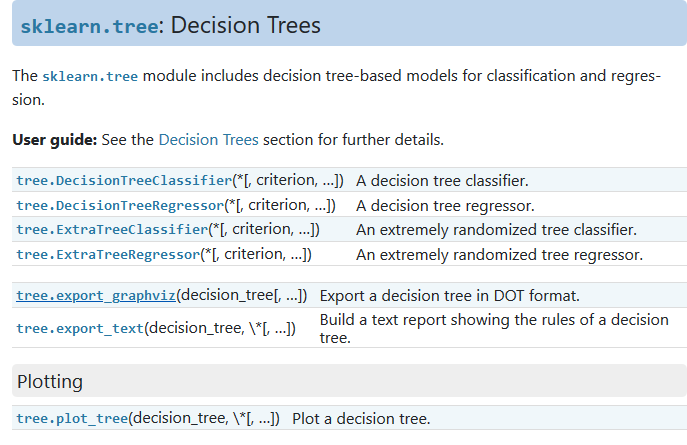 sklearn.tree: Decision Trees
The sklearn.tree module includes decision tree-based models for classification and regres-
sion.
User guide: See the Decision Trees section for further details.
tree.DecisionTreeClassifier(*[, criterion, ...]) A decision tree classifier.
tree.DecisionTreeRegressor(*[, criterion, ...]) A decision tree regressor.
tree.ExtraTreeClassifier(*[, criterion, ...]) An extremely randomized tree classifier.
tree.ExtraTreeRegressor(*[, criterion, ...]) An extremely randomized tree regressor.
tree.export_graphviz(decision_tree[, ...]) Export a decision tree in DOT format.
tree.export_text(decision_tree, \*[, ...]) Build a text report showing the rules of a decision
tree.
Plotting
tree.plot_tree(decision_tree, \*[, ...]) Plot a decision tree.